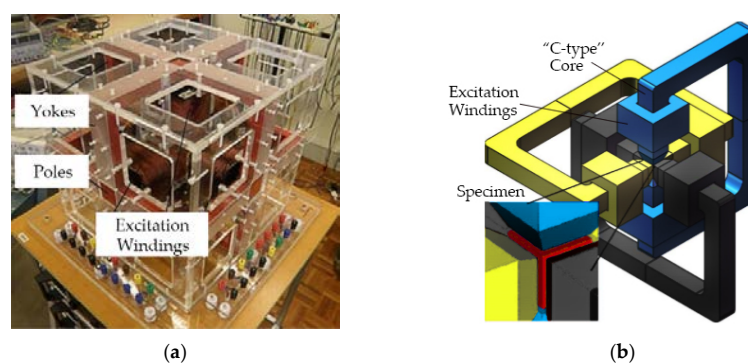 Yokes
Poles
Excitation
Windings
“C-type”
Core
Excitation
Windings
Specimen
(a)
(b)